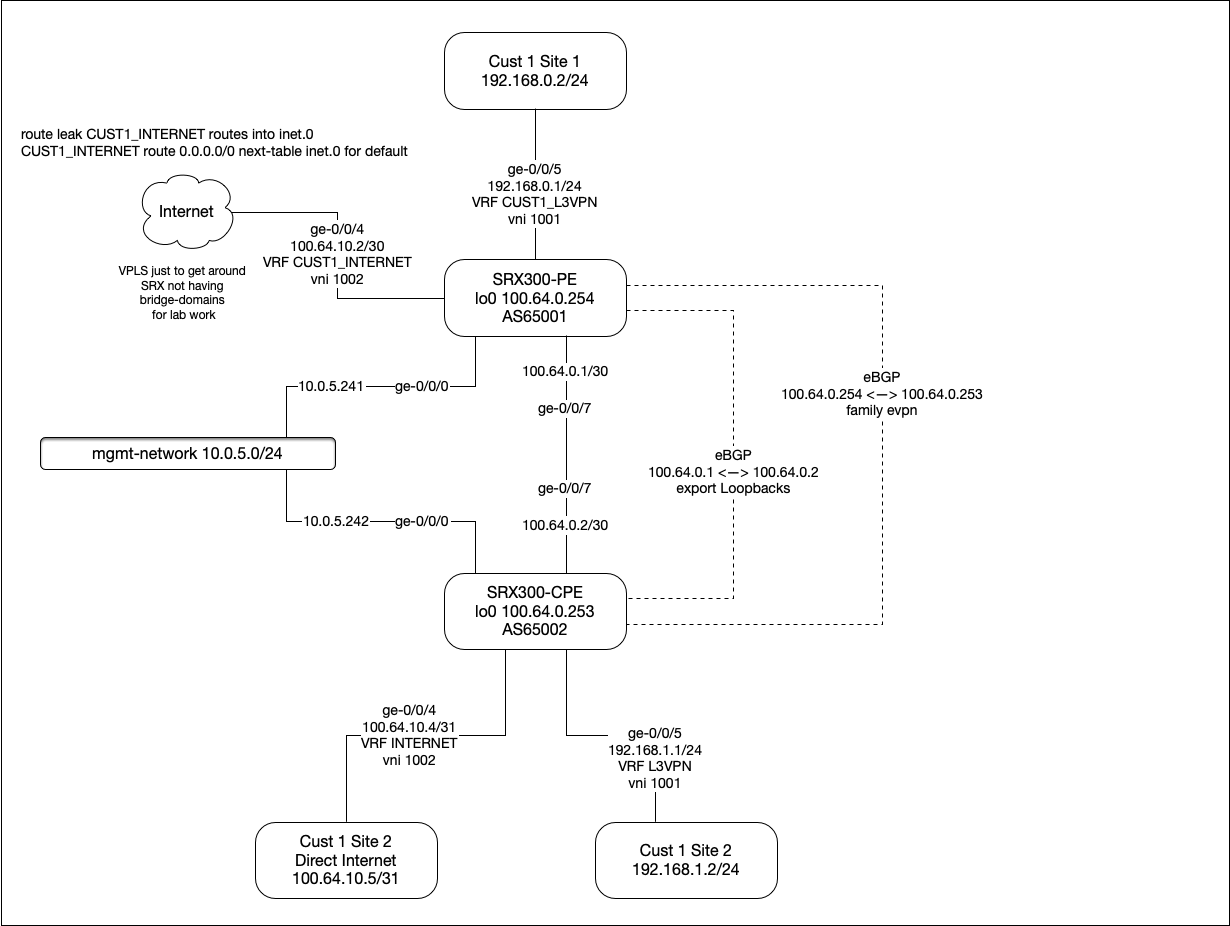 Cust 1 Site 1
192.168.0.2/24
route leak CUST1_INTERNET routes into inet.0
CUST1_INTERNET route 0.0.0.0/0 next-table inet.0 for default
ge-0/0/5
192.168.0.1/24
VRF CUST1_L3VPN
vni 1001
Internet
ge-0/0/4
100.64.10.2/30
VRF CUST1_INTERNET
vni 1002
VPLS just to get around
SRX not having
bridge-domains
for lab work
SRX300-PE
lo0 100.64.0.254
AS65001
10.0.5.241
ge-0/0/0
100.64.0.1/30
ge-0/0/7
eBGP
100.64.0.254 <—> 100.64.0.253
family evpn
mgmt-network 10.0.5.0/24
eBGP
100.64.0.1 <—> 100.64.0.2
export Loopbacks
ge-0/0/7
100.64.0.2/30
10.0.5.242
ge-0/0/0
SRX300-CPE
lo0 100.64.0.253
AS65002
ge-0/0/4
100.64.10.4/31
VRF INTERNET
vni 1002
ge-0/0/5
192.168.1.1/24
VRF L3VPN
vni 1001
Cust 1 Site 2
Direct Internet
100.64.10.5/31
Cust 1 Site 2
192.168.1.2/24